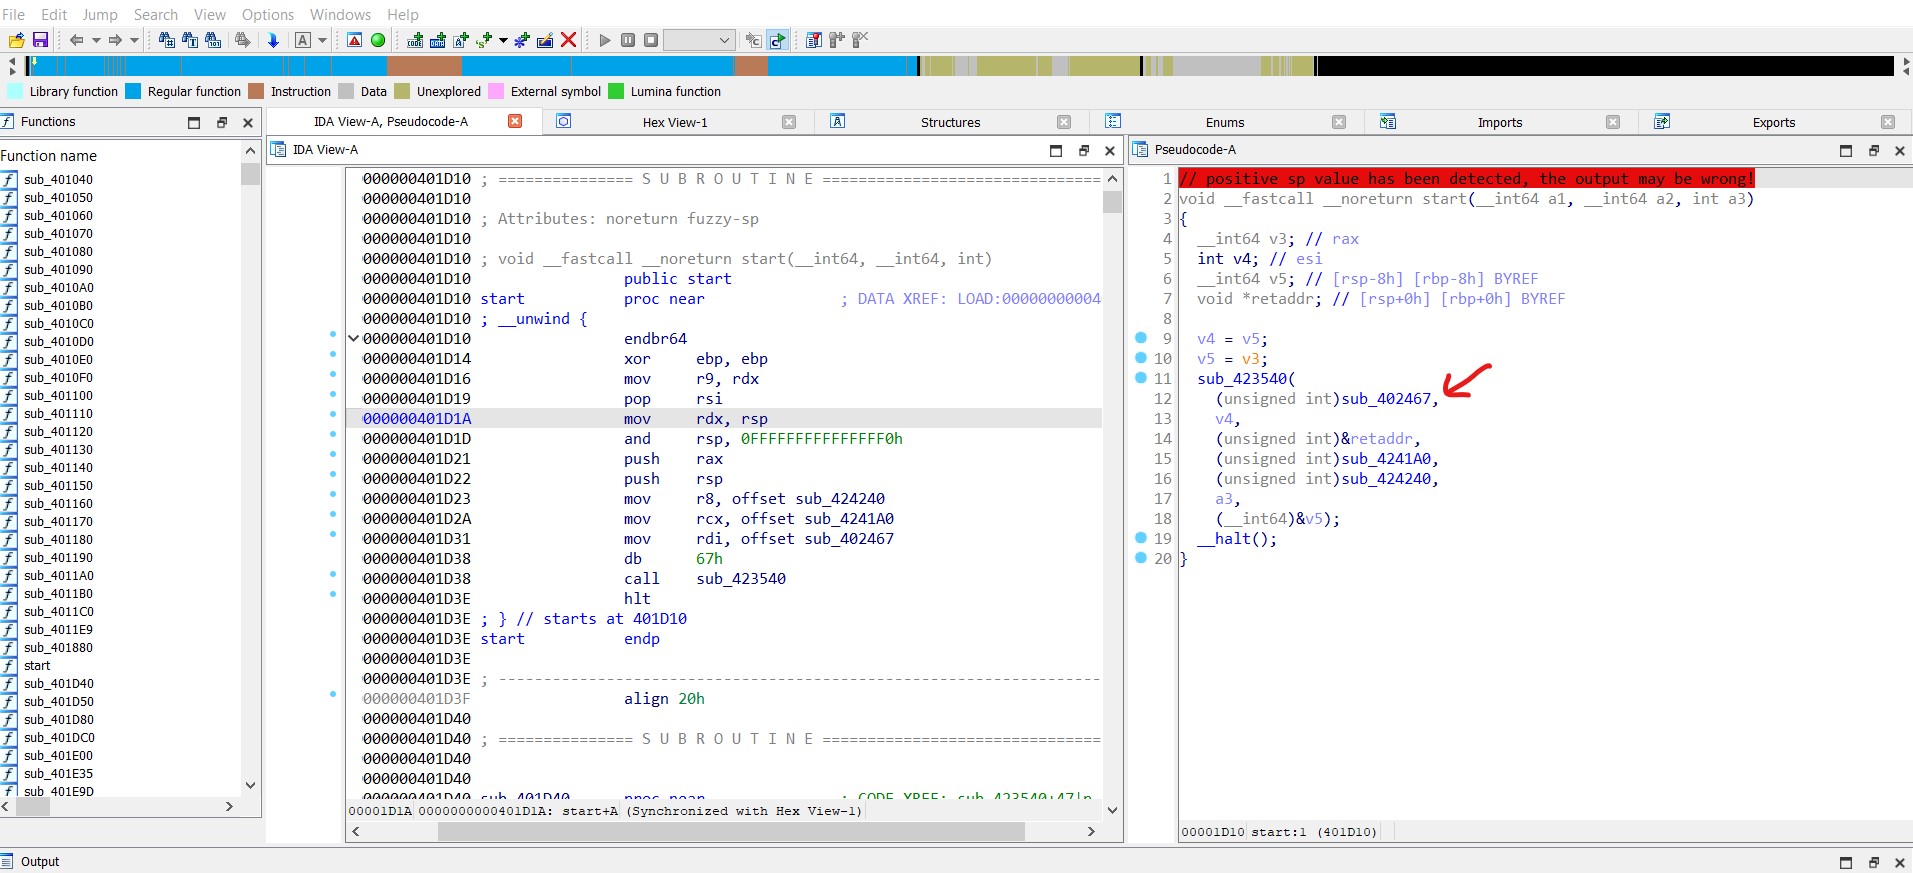 File Edit Jump Search View Options Windows Help
Library function Regular function Instruction Data Unexplored External symbol Lumina function
Functions
Function name
sub_401040
sub_401050
sub_401060
sub_401070
sub_401080
sub_401090
sub_4010A0
sub_4010B0
sub_4010C0
sub_4010D0
sub_4010E0
sub_4010F0
sub_401100
sub_401110
sub_401120
sub_401130
sub_401140
sub_401150
sub_401160
sub_401170
sub_401180
sub_401190
sub_4011A0
sub_4011B0
sub_4011C0
sub_4011E9
sub_401880
start
sub_401D40
sub_401D50
sub_401D80
sub_401DC0
sub_401E00
sub_401E35
sub_401E9D
IDA View-A, Pseudocode-A Hex View-1 Structures Enums Imports Exports
IDA View-A
000000401D10 ; =============== S U B R O U T I N E ===============================
000000401D10
000000401D10 ; Attributes: noreturn fuzzy-sp
000000401D10
000000401D10 ; void __fastcall __noreturn start(__int64, __int64, int)
000000401D10 public start
000000401D10 start proc near ; DATA XREF: LOAD:00000000004
000000401D10 ; __unwind {
000000401D10 endbr64
000000401D14 xor ebp, ebp
000000401D16 mov r9, rdx
000000401D19 pop rsi
000000401D1A mov rdx, rsp
000000401D1D and rsp, 0FFFFFFFFFFFFFFF0h
000000401D21 push rax
000000401D22 push rsp
000000401D23 mov r8, offset sub_424240
000000401D2A mov rcx, offset sub_4241A0
000000401D31 mov rdi, offset sub_402467
000000401D38 db 67h
000000401D38 call sub_423540
000000401D3E hlt
000000401D3E ; } // starts at 401D10
000000401D3E start endp
000000401D3E
000000401D3E ; -------------------------------------------------------------------
000000401D3F align 20h
000000401D40
000000401D40 ; =============== S U B R O U T I N E ===============================
000000401D40
000000401D40
000000401D40 sub_401D40 proc near ; CODE XREF: sub_423540+47↓p
00001D1A 0000000000401D1A: start+A (Synchronized with Hex View-1)
Pseudocode-A
1 // positive sp value has been detected, the output may be wrong!
2 void __fastcall __noreturn start(__int64 a1, __int64 a2, int a3)
3 {
4 __int64 v3; // rax
5 int v4; // esi
6 __int64 v5; // [rsp-8h] [rbp-8h] BYREF
7 void *retaddr; // [rsp+0h] [rbp+0h] BYREF
8
9 v4 = v5;
10 v5 = v3;
11 sub_423540(
12 (unsigned int)sub_402467,
13 v4,
14 (unsigned int)&retaddr,
15 (unsigned int)sub_4241A0,
16 (unsigned int)sub_424240,
17 a3,
18 (__int64)&v5);
19 __halt();
20 }
00001D10 start:1 (401D10)
Output